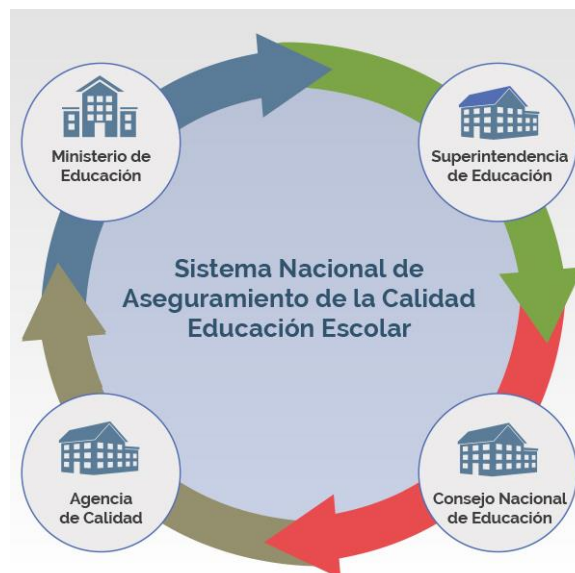 Ministerio de
Educación
Superintendencia
de Educación
Sistema Nacional de
Aseguramiento de la Calidad
Educación Escolar
Agencia
de Calidad
Consejo Nacional
de Educación